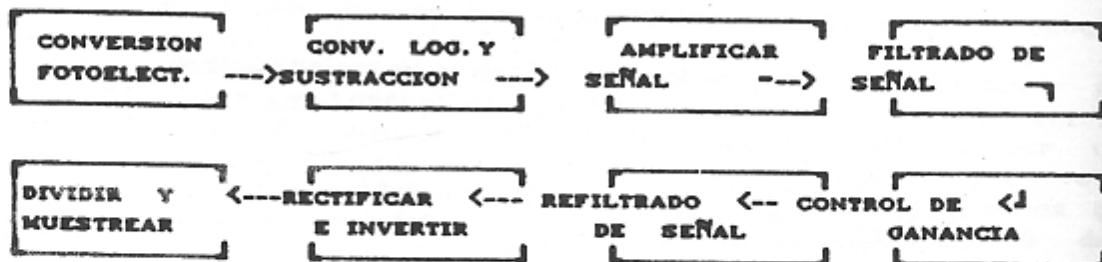 CONVERSION
FOTOELECT.
--->
CONV. LOG. Y
SUSTRACCION
--->
AMPLIFICAR
SEÑAL
--->
FILTRADO DE
SEÑAL
DIVIDIR Y
MUESTREAR
<---
RECTIFICAR
E INVERTIR
<---
REFILTRADO
DE SEÑAL
<--
CONTROL DE
GANANCIA